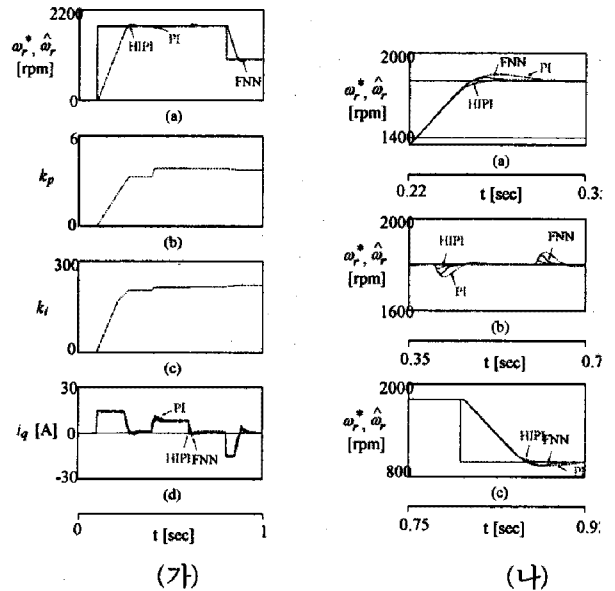 2200
ω_r*, ω̂_r
[rpm]
HIPI
PI
FNN
0
(a)
6
k_p
0
(b)
300
k_i
0
(c)
30
i_q [A]
0
-30
PI
HIPI
FNN
(d)
0
1
t [sec]
(가)
2000
ω_r*, ω̂_r
[rpm]
FNN
PI
HIPI
1400
(a)
0.22
t [sec]
2000
ω_r*, ω̂_r
[rpm]
HIPI
FNN
PI
1600
(b)
0.35
t [sec]
0.7
2000
ω_r*, ω̂_r
[rpm]
HIPI
FNN
PI
800
(c)
0.75
t [sec]
(나)